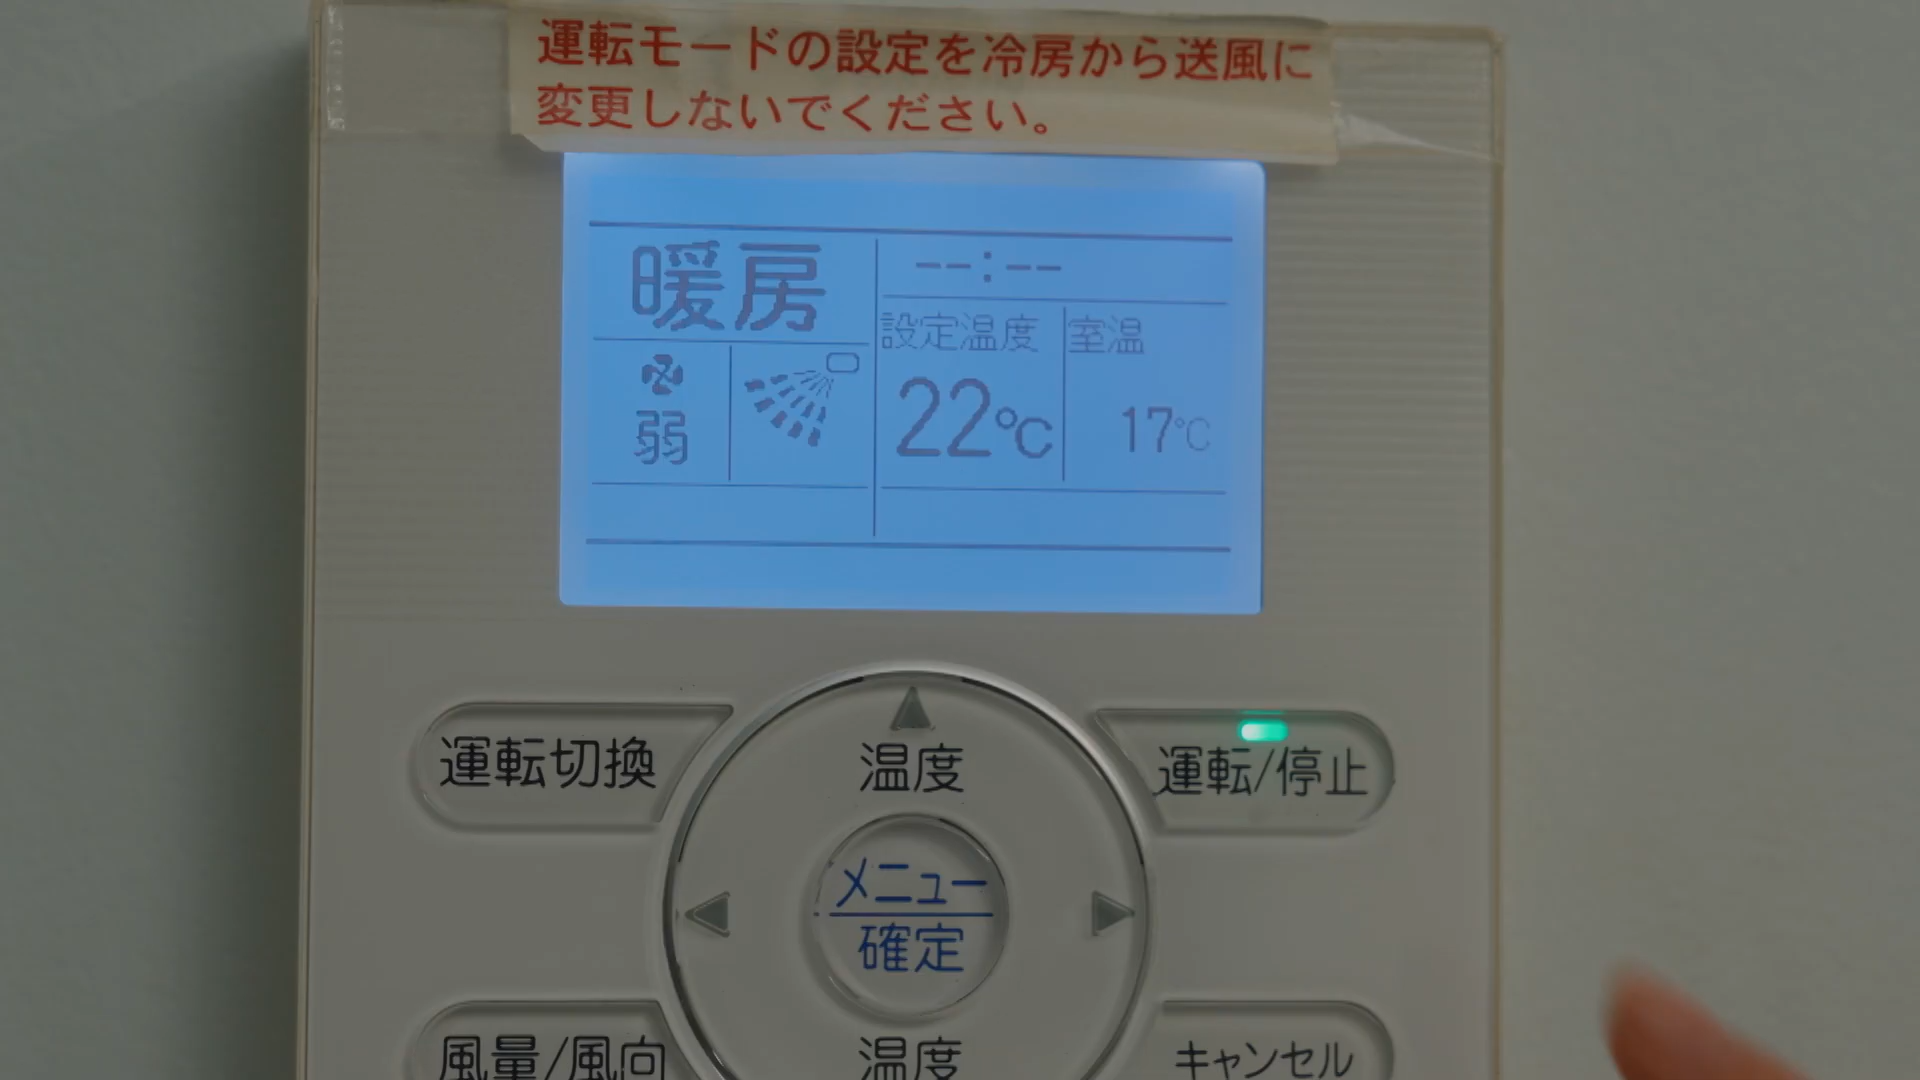 運転モードの設定を冷房から送風に
変更しないでください。
暖房
--:--
設定温度 室温
弱
22℃ 17℃
運転切換
温度
運転/停止
メニュー
確定
風量/風向
温度
キャンセル